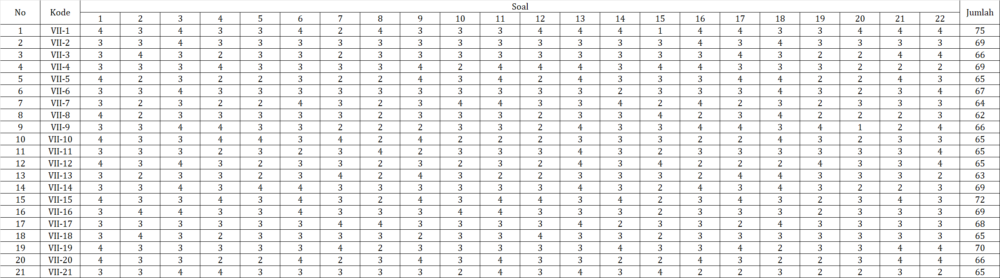 No Kode Soal Jumlah
1 2 3 4 5 6 7 8 9 10 11 12 13 14 15 16 17 18 19 20 21 22
1 VII-1 4 3 4 3 3 4 2 4 3 3 3 4 4 4 1 4 4 3 3 4 4 4 75
2 VII-2 3 3 4 3 3 3 3 3 3 3 3 3 3 3 3 4 3 4 3 3 3 3 69
3 VII-3 3 4 3 2 3 3 2 3 3 3 3 3 3 3 3 3 4 3 2 2 4 4 66
4 VII-4 3 3 3 4 3 3 3 3 4 2 4 4 4 3 4 4 3 3 3 2 2 2 69
5 VII-5 4 2 3 2 2 3 2 2 4 3 4 2 4 3 3 3 4 4 2 2 4 3 65
6 VII-6 3 3 4 3 3 3 3 3 3 3 3 3 3 2 3 3 3 4 3 2 3 4 67
7 VII-7 3 2 3 2 2 4 3 2 3 4 4 3 3 4 2 4 2 3 2 3 3 3 64
8 VII-8 4 2 3 3 3 3 3 2 3 3 3 2 3 3 4 2 3 4 2 2 2 3 62
9 VII-9 3 3 4 4 3 3 2 2 2 3 3 2 4 3 3 4 4 3 4 1 2 4 66
10 VII-10 4 3 3 4 4 3 4 2 4 2 2 2 3 3 3 2 2 4 3 2 3 3 65
11 VII-11 3 3 3 2 3 2 3 4 2 3 3 3 4 3 2 3 3 3 3 3 3 4 65
12 VII-12 4 3 4 3 2 3 3 2 3 2 3 2 4 3 4 2 2 2 4 3 3 4 65
13 VII-13 3 2 3 3 2 3 4 2 4 3 2 2 3 3 3 2 4 4 3 3 3 2 63
14 VII-14 3 3 4 3 4 4 3 3 3 3 3 3 4 3 2 4 3 4 3 2 2 3 69
15 VII-15 4 3 3 4 3 4 3 2 4 3 4 4 3 4 2 3 4 3 2 3 4 3 72
16 VII-16 3 4 4 3 3 4 3 3 3 4 4 3 3 3 2 3 3 3 2 3 3 3 69
17 VII-17 3 3 3 3 3 3 4 4 3 3 3 3 4 2 3 3 2 4 3 3 3 3 68
18 VII-18 3 4 3 2 3 3 3 3 2 3 3 4 3 3 2 3 3 3 3 3 3 3 65
19 VII-19 4 3 3 3 3 3 4 2 3 3 3 3 3 4 3 3 4 2 3 3 4 4 70
20 VII-20 4 3 3 2 2 4 2 3 4 3 4 3 3 2 2 4 3 2 2 3 4 4 66
21 VII-21 3 3 4 4 3 3 3 3 3 2 4 3 4 3 4 2 2 3 2 2 3 2 65